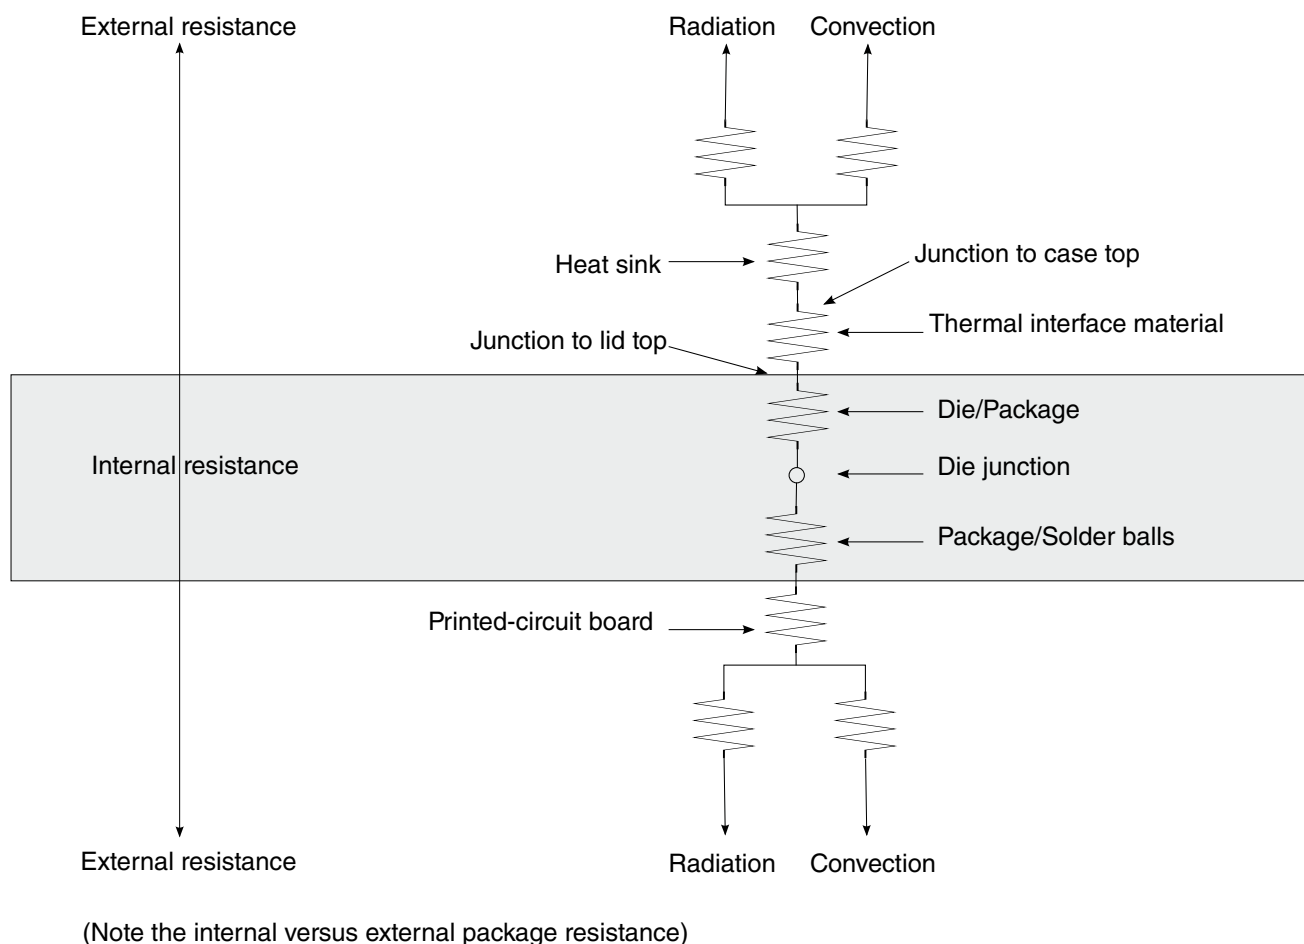 External resistance
Radiation
Convection
Heat sink
Junction to case top
Thermal interface material
Junction to lid top
Die/Package
Internal resistance
Die junction
Package/Solder balls
Printed-circuit board
External resistance
Radiation
Convection
(Note the internal versus external package resistance)